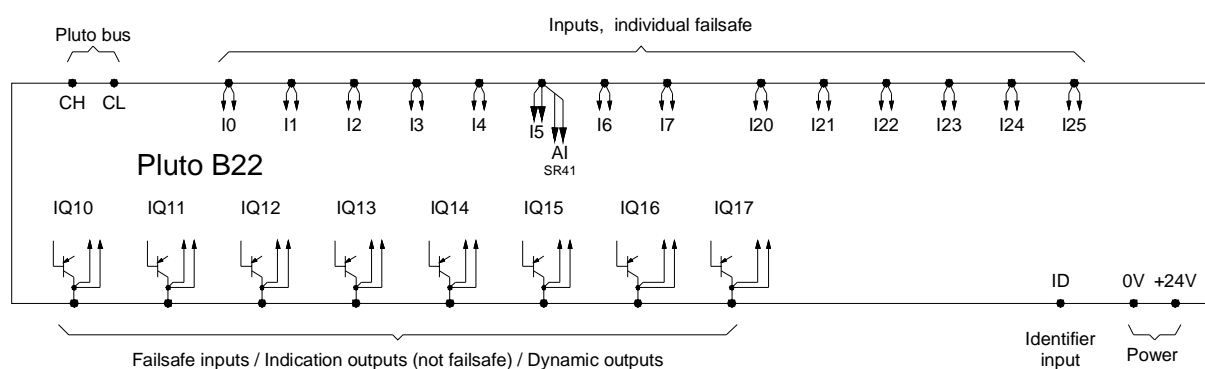 Pluto bus
Inputs, individual failsafe
CH CL
I0 I1 I2 I3 I4 I5 I6 I7 I20 I21 I22 I23 I24 I25
AI
SR41
Pluto B22
IQ10 IQ11 IQ12 IQ13 IQ14 IQ15 IQ16 IQ17
ID 0V +24V
Failsafe inputs / Indication outputs (not failsafe) / Dynamic outputs
Identifier
input
Power